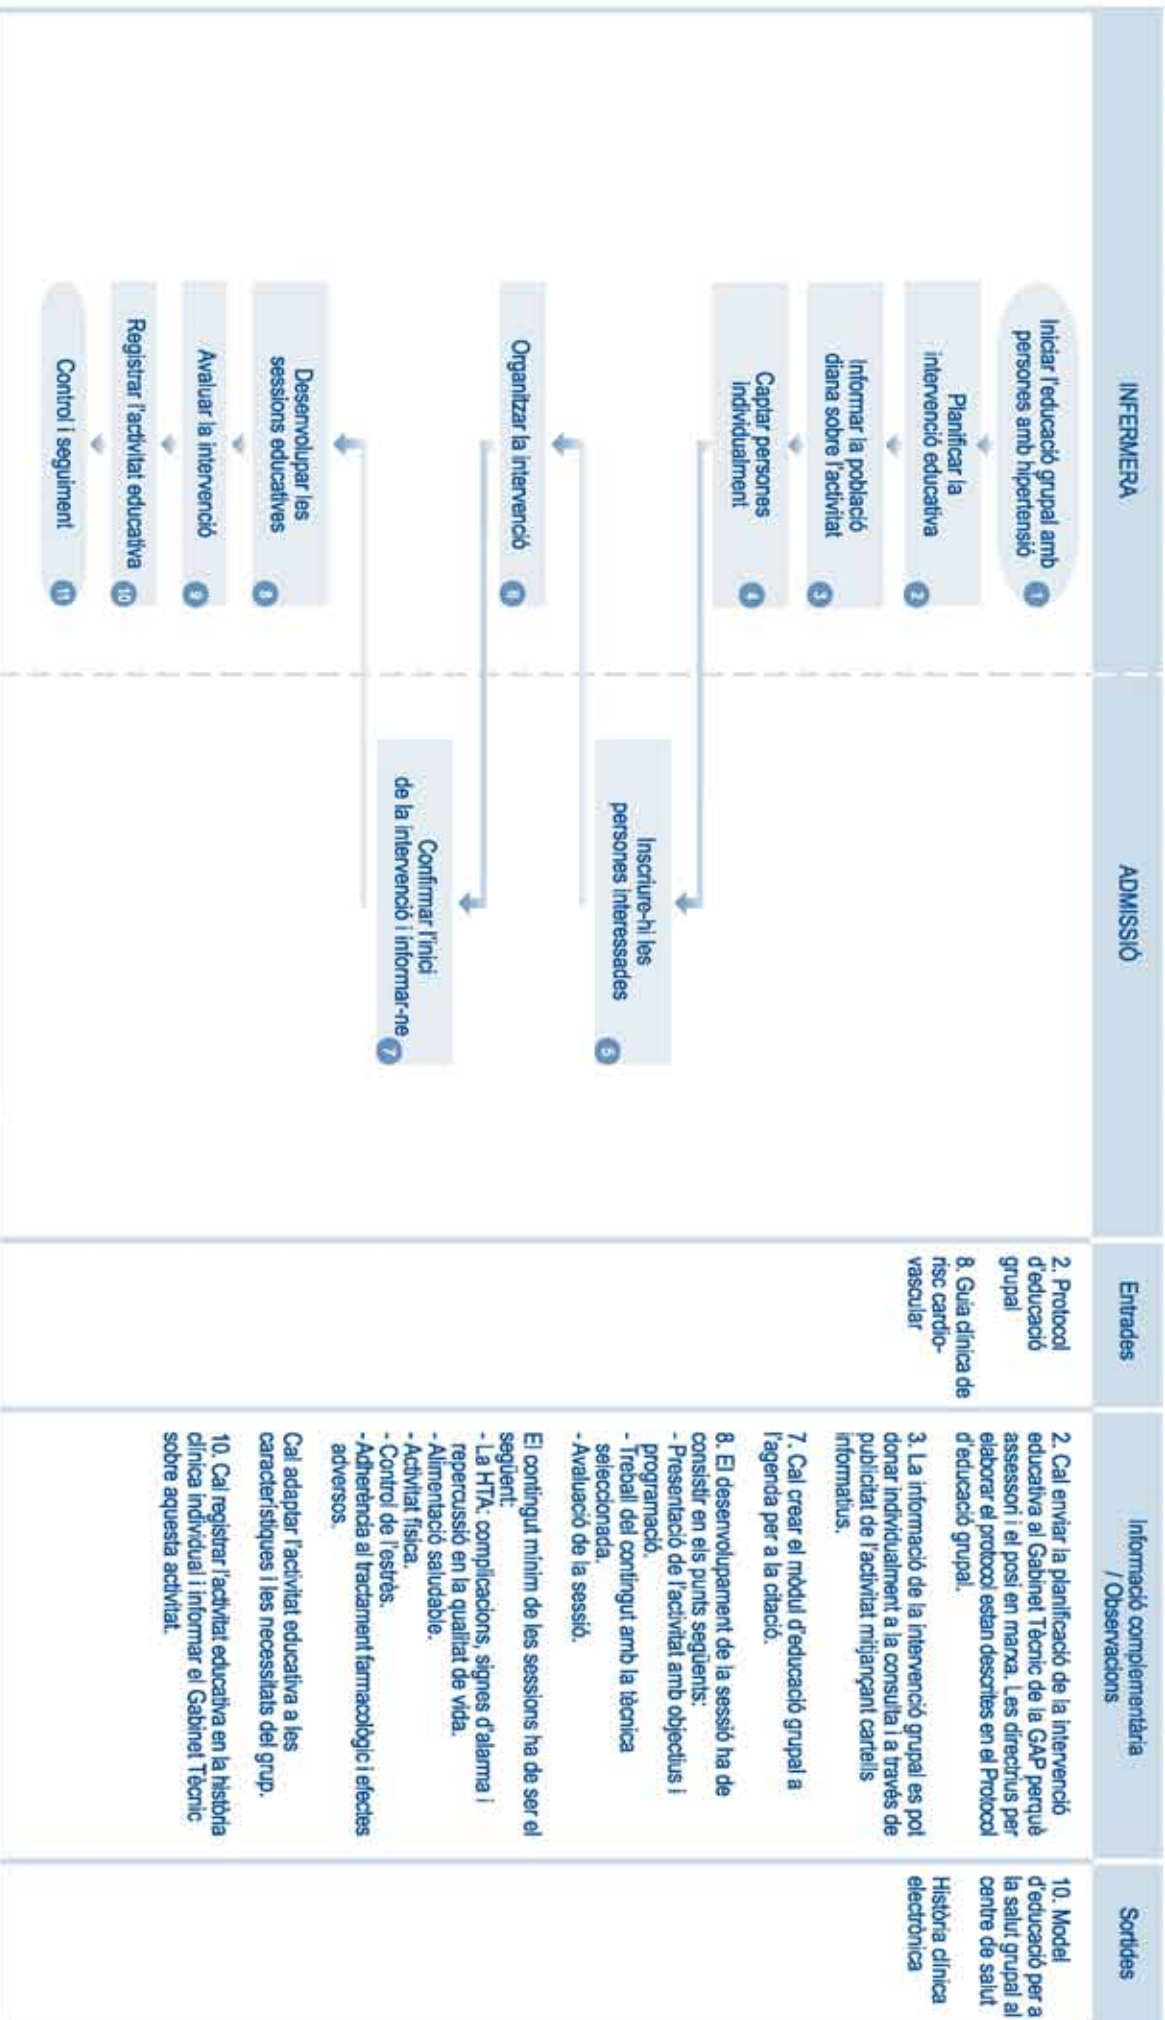 INFERMERA
ADMISSIÓ
Entrades
Informació complementària
/ Observacions
Sortides
Iniciar l'educació grupal amb
persones amb hipertensió
1
Planificar la
intervenció educativa
2
Informar la població
diana sobre l'activitat
3
Captar persones
individualment
4
Inscriure-hi les
persones interessades
5
Organitzar la intervenció
6
Confirmar l'inici
de la intervenció i informar-ne
7
Desenvolupar les
sessions educatives
8
Avaluar la intervenció
9
Registrar l'activitat educativa
10
Control i seguiment
11
2. Protocol
d'educació
grupal
8. Guia clínica de
risc cardio-
vascular
2. Cal enviar la planificació de la intervenció
educativa al Gabinet Tècnic de la GAP perquè
assessori i el posi en marxa. Les directrius per
elaborar el protocol estan descrites en el Protocol
d'educació grupal.
3. La informació de la intervenció grupal es pot
donar individualment a la consulta i a través de
publicitat de l'activitat mitjançant cartells
informatius.
7. Cal crear el mòdul d'educació grupal a
l'agenda per a la citació.
8. El desenvolupament de la sessió ha de
consistir en els punts següents:
- Presentació de l'activitat amb objectius i
programació.
- Treball del contingut amb la tècnica
seleccionada.
- Avaluació de la sessió.
El contingut mínim de les sessions ha de ser el
següent:
- La HTA: complicacions, signes d'alarma i
repercussió en la qualitat de vida.
- Alimentació saludable.
- Activitat física.
- Control de l'estrès.
- Adherència al tractament farmacològic i efectes
adversos.
Cal adaptar l'activitat educativa a les
característiques i les necessitats del grup.
10. Cal registrar l'activitat educativa en la història
clínica individual i informar el Gabinet Tècnic
sobre aquesta activitat.
10. Model
d'educació per a
la salut grupal al
centre de salut
Història clínica
electrònica